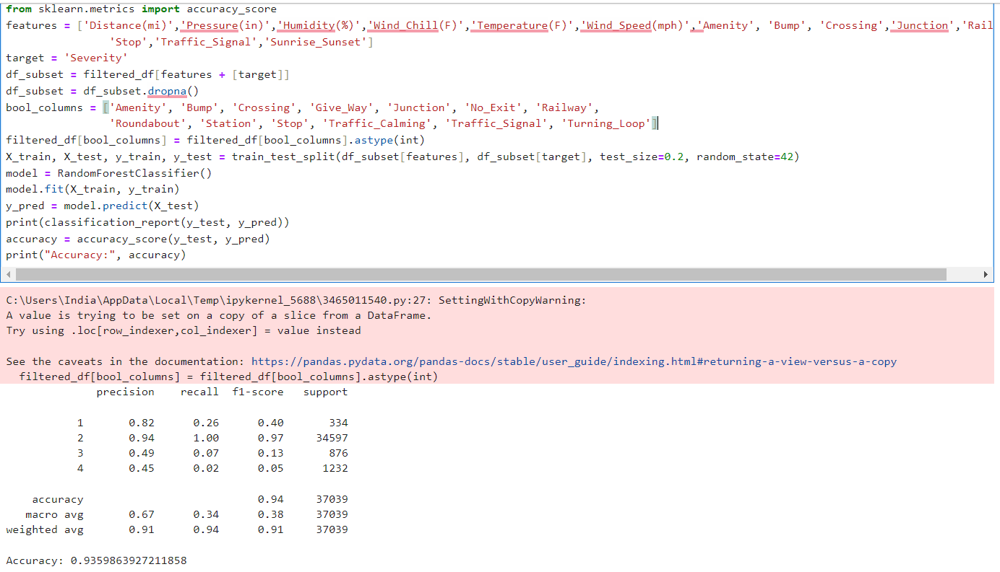 from sklearn.metrics import accuracy_score
features = ['Distance(mi)','Pressure(in)','Humidity(%)','Wind_Chill(F)','Temperature(F)','Wind_Speed(mph)','Amenity', 'Bump', 'Crossing','Junction','Rail
'Stop','Traffic_Signal','Sunrise_Sunset']
target = 'Severity'
df_subset = filtered_df[features + [target]]
df_subset = df_subset.dropna()
bool_columns = ['Amenity', 'Bump', 'Crossing', 'Give_Way', 'Junction', 'No_Exit', 'Railway',
'Roundabout', 'Station', 'Stop', 'Traffic_Calming', 'Traffic_Signal', 'Turning_Loop']
filtered_df[bool_columns] = filtered_df[bool_columns].astype(int)
X_train, X_test, y_train, y_test = train_test_split(df_subset[features], df_subset[target], test_size=0.2, random_state=42)
model = RandomForestClassifier()
model.fit(X_train, y_train)
y_pred = model.predict(X_test)
print(classification_report(y_test, y_pred))
accuracy = accuracy_score(y_test, y_pred)
print("Accuracy:", accuracy)
C:\Users\India\AppData\Local\Temp\ipykernel_5688\3465011540.py:27: SettingWithCopyWarning:
A value is trying to be set on a copy of a slice from a DataFrame.
Try using .loc[row_indexer,col_indexer] = value instead
See the caveats in the documentation: https://pandas.pydata.org/pandas-docs/stable/user_guide/indexing.html#returning-a-view-versus-a-copy
filtered_df[bool_columns] = filtered_df[bool_columns].astype(int)
precision recall f1-score support
1 0.82 0.26 0.40 334
2 0.94 1.00 0.97 34597
3 0.49 0.07 0.13 876
4 0.45 0.02 0.05 1232
accuracy 0.94 37039
macro avg 0.67 0.34 0.38 37039
weighted avg 0.91 0.94 0.91 37039
Accuracy: 0.9359863927211858